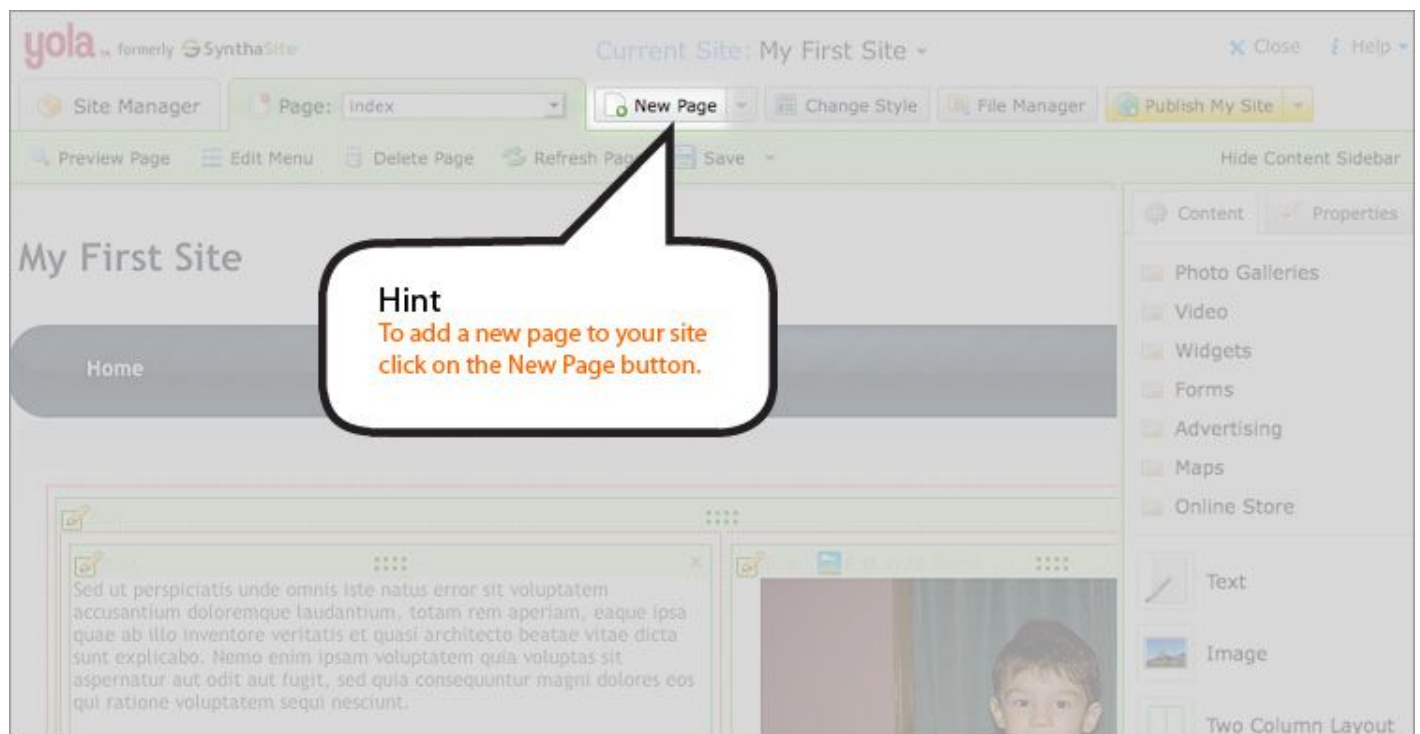 yola formerly SynthaSite
Current Site: My First Site
Close
Help
Site Manager
Page: index
New Page
Change Style
File Manager
Publish My Site
Preview Page
Edit Menu
Delete Page
Refresh Page
Save
Hide Content Sidebar
My First Site
Home
Hint
To add a new page to your site
click on the New Page button.
Sed ut perspiciatis unde omnis iste natus error sit voluptatem
accusantium doloremque laudantium, totam rem aperiam, eaque ipsa
quae ab illo inventore veritatis et quasi architecto beatae vitae dicta
sunt explicabo. Nemo enim ipsam voluptatem quia voluptas sit
aspernatur aut odit aut fugit, sed quia consequuntur magni dolores eos
qui ratione voluptatem sequi nesciunt.
Content
Properties
Photo Galleries
Video
Widgets
Forms
Advertising
Maps
Online Store
Text
Image
Two Column Layout